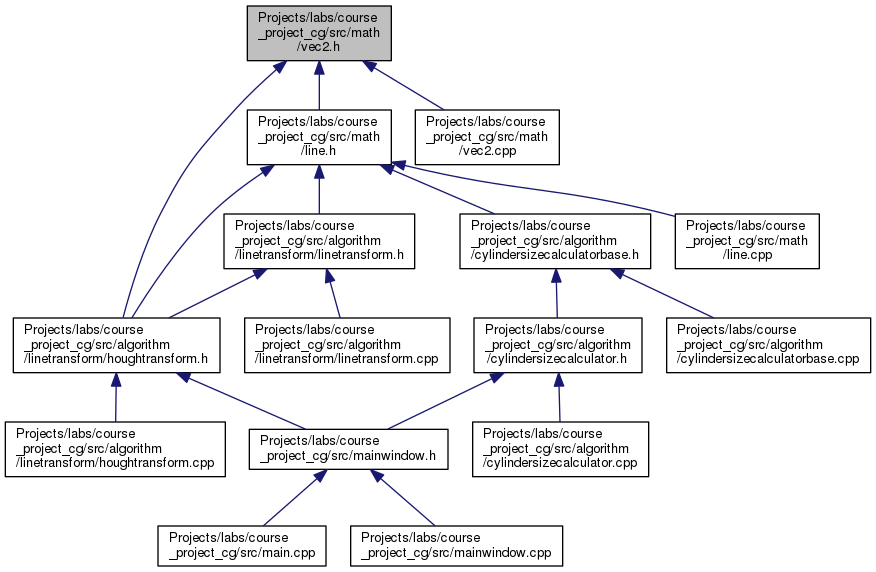 Projects/labs/course
_project_cg/src/math
/vec2.h
Projects/labs/course
_project_cg/src/math
/line.h
Projects/labs/course
_project_cg/src/math
/vec2.cpp
Projects/labs/course
_project_cg/src/algorithm
/linetransform/linetransform.h
Projects/labs/course
_project_cg/src/algorithm
/cylindersizecalculatorbase.h
Projects/labs/course
_project_cg/src/math
/line.cpp
Projects/labs/course
_project_cg/src/algorithm
/linetransform/houghtransform.h
Projects/labs/course
_project_cg/src/algorithm
/linetransform/linetransform.cpp
Projects/labs/course
_project_cg/src/algorithm
/cylindersizecalculator.h
Projects/labs/course
_project_cg/src/algorithm
/cylindersizecalculatorbase.cpp
Projects/labs/course
_project_cg/src/algorithm
/linetransform/houghtransform.cpp
Projects/labs/course
_project_cg/src/mainwindow.h
Projects/labs/course
_project_cg/src/algorithm
/cylindersizecalculator.cpp
Projects/labs/course
_project_cg/src/main.cpp
Projects/labs/course
_project_cg/src/mainwindow.cpp